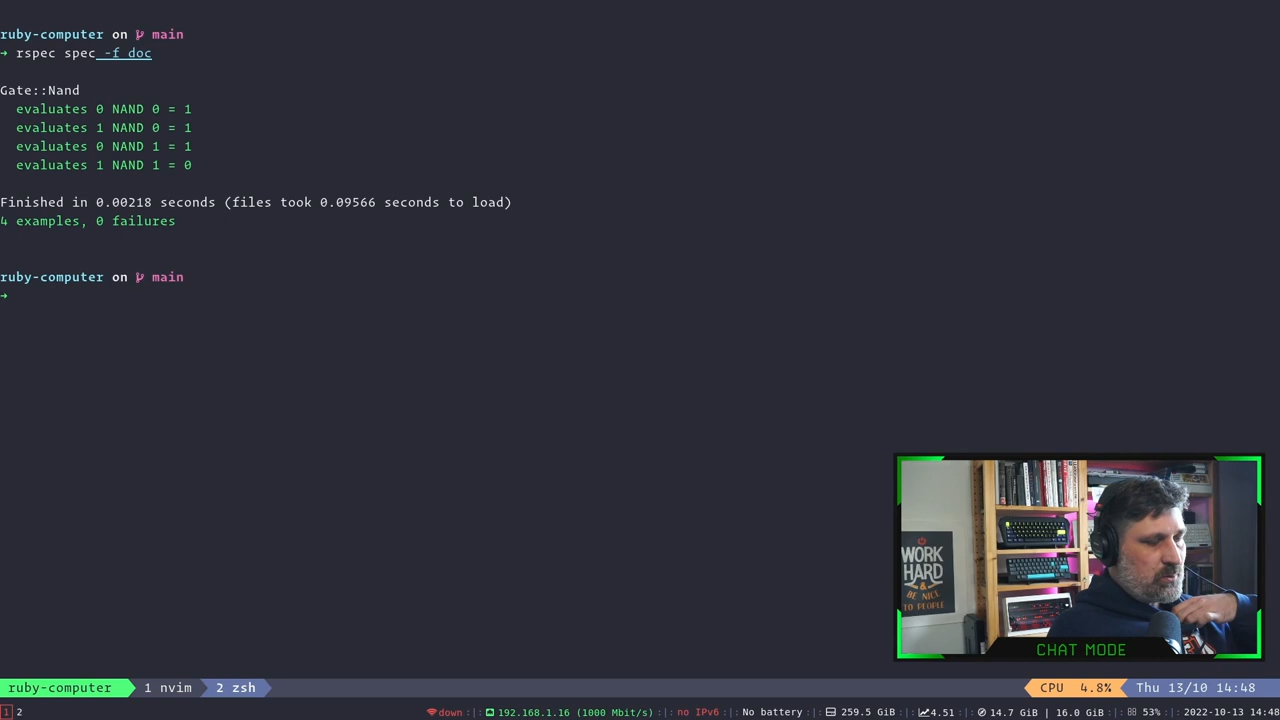 ruby-computer on main
➜ rspec spec -f doc
Gate::Nand
evaluates 0 NAND 0 = 1
evaluates 1 NAND 0 = 1
evaluates 0 NAND 1 = 1
evaluates 1 NAND 1 = 0
Finished in 0.00218 seconds (files took 0.09566 seconds to load)
4 examples, 0 failures
ruby-computer on main
➜
WORK
HARD
&
BE NICE
TO PEOPLE
CHAT MODE
ruby-computer 1 nvim 2 zsh CPU 4.8% Thu 13/10 14:48
1 2 down :|: 192.168.1.16 (1000 Mbit/s) :|: no IPv6 :|: No battery :|: 259.5 GiB :|: 4.51 :|: 14.7 GiB | 16.0 GiB :|: 53% :|: 2022-10-13 14:48